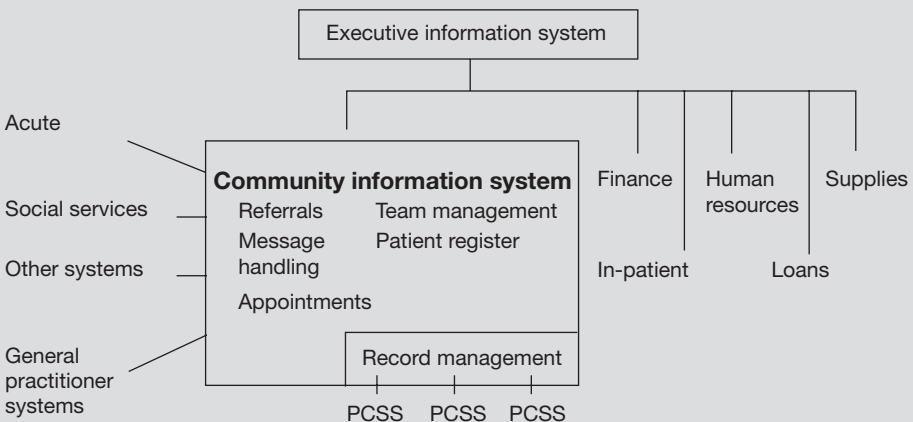 Executive information system
Acute
Social services
Other systems
General
practitioner
systems
Community information system
Referrals
Team management
Message
handling
Patient register
Appointments
Record management
PCSS
PCSS
PCSS
Finance
Human
resources
Supplies
In-patient
Loans